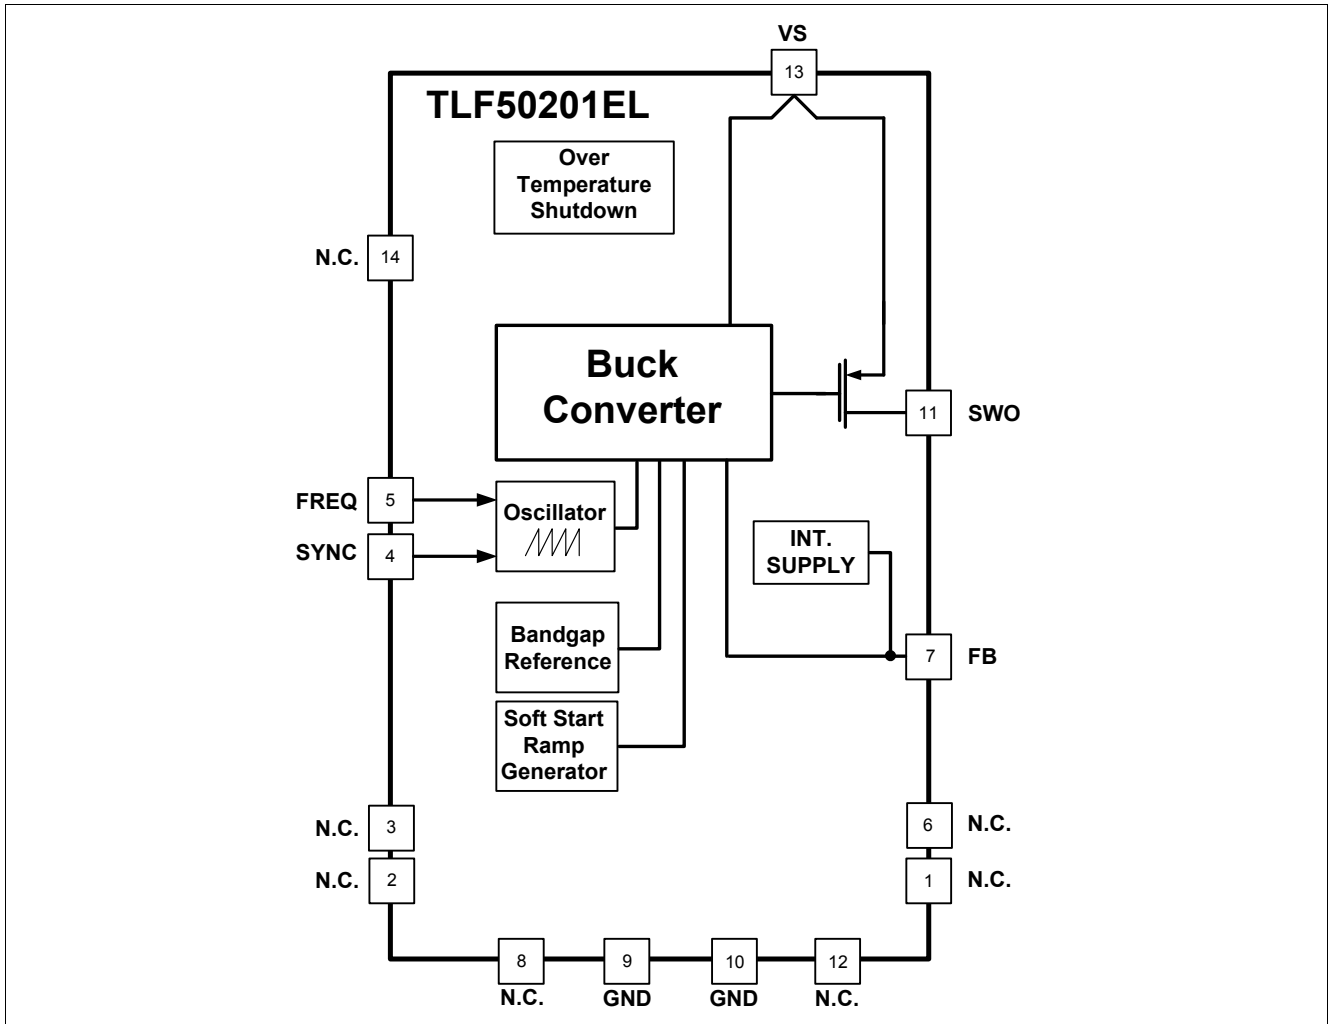 VS
13
TLF50201EL
Over
Temperature
Shutdown
N.C.
14
Buck
Converter
11
SWO
FREQ
5
Oscillator
SYNC
4
INT.
SUPPLY
Bandgap
Reference
7
FB
Soft Start
Ramp
Generator
N.C.
3
6
N.C.
N.C.
2
1
N.C.
8
9
10
12
N.C.
GND
GND
N.C.